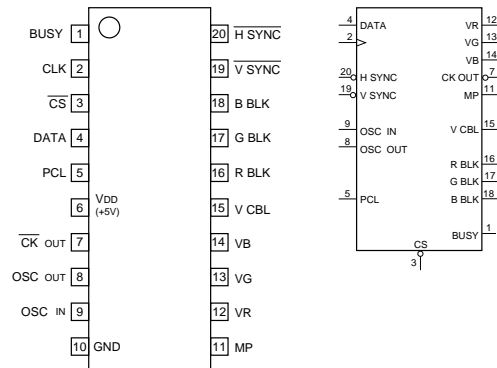 BUSY 1
20 H SYNC
CLK 2
19 V SYNC
CS 3
18 B BLK
DATA 4
17 G BLK
PCL 5
16 R BLK
6 VDD
(+5V)
15 V CBL
CK OUT 7
14 VB
OSC OUT 8
13 VG
OSC IN 9
12 VR
10 GND
11 MP
4 DATA
VR 12
2
VG 13
VB 14
20 H SYNC
CK OUT 7
19 V SYNC
MP 11
9 OSC IN
V CBL 15
8 OSC OUT
R BLK 16
G BLK 17
5 PCL
B BLK 18
BUSY 1
CS
3